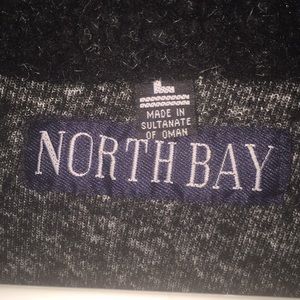 L
MADE IN
SULTANATE
OF OMAN
NORTH BAY